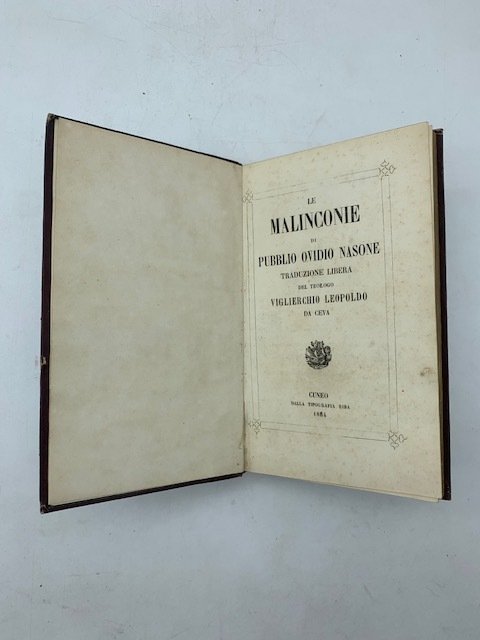 LE
MALINCONIE
DI
PUBBLIO OVIDIO NASONE
TRADUZIONE LIBERA
DEL TEOLOGO
VIGLIERCHIO LEOPOLDO
DA CEVA
CUNEO
DALLA TIPOGRAFIA RIBA
1864